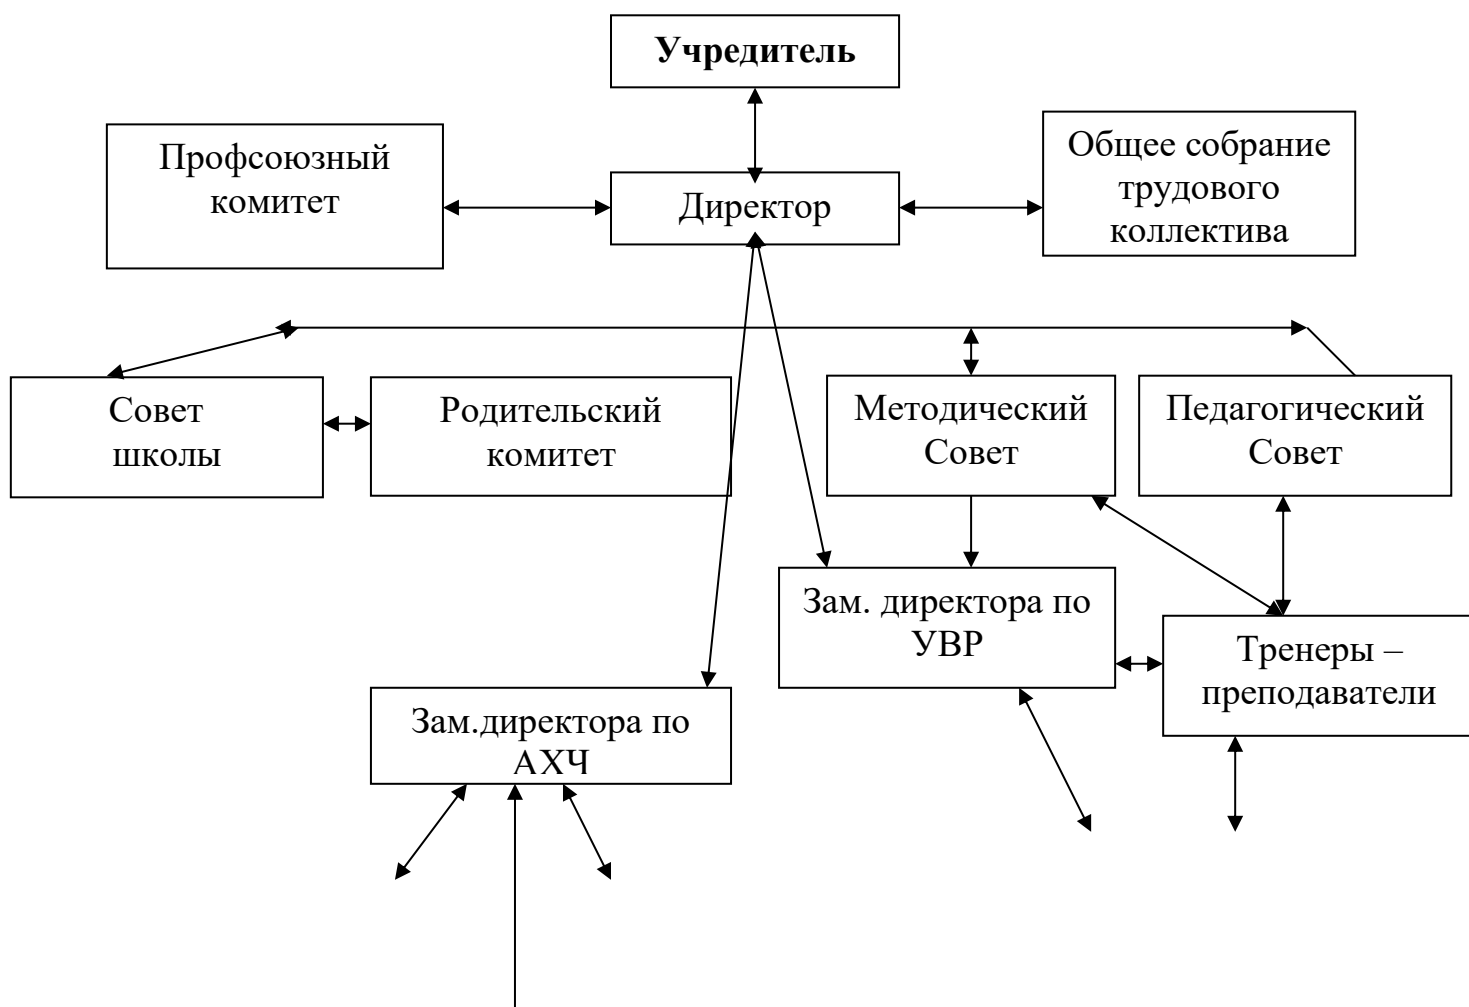 Учредитель
Профсоюзный
комитет
Общее собрание
трудового
коллектива
Директор
Совет
школы
Родительский
комитет
Методический
Совет
Педагогический
Совет
Зам. директора по
УВР
Тренеры –
преподаватели
Зам.директора по
АХЧ